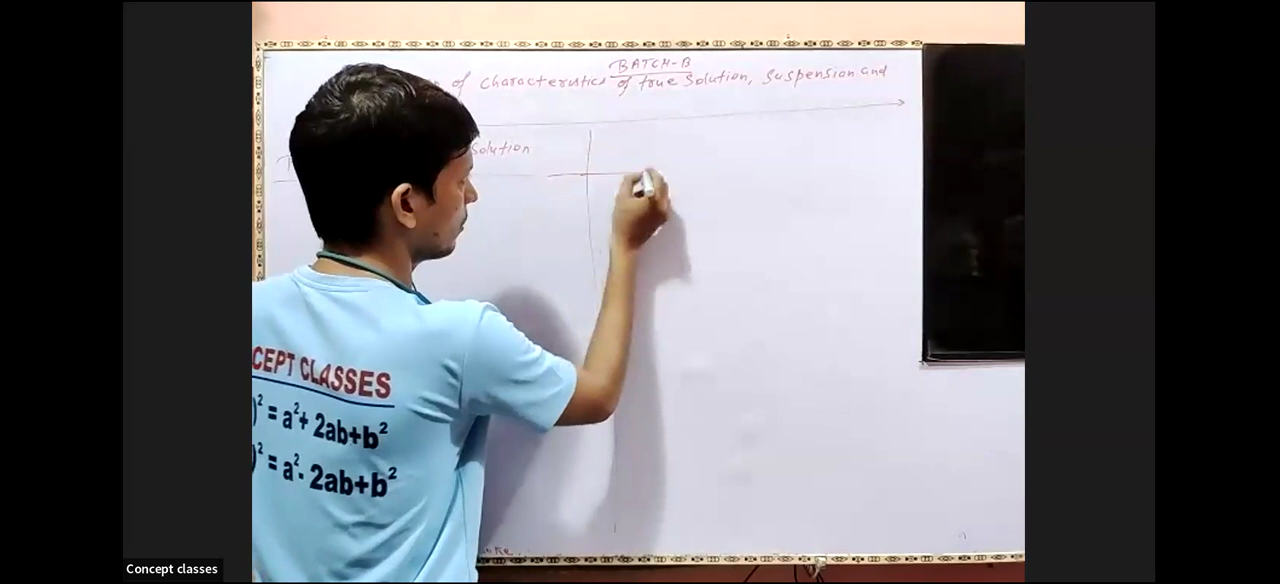 BATCH-B
of Characteristics of true Solution, Suspension and
Solution
CEPT CLASSES
)² = a²+ 2ab+b²
)² = a²- 2ab+b²
Concept classes